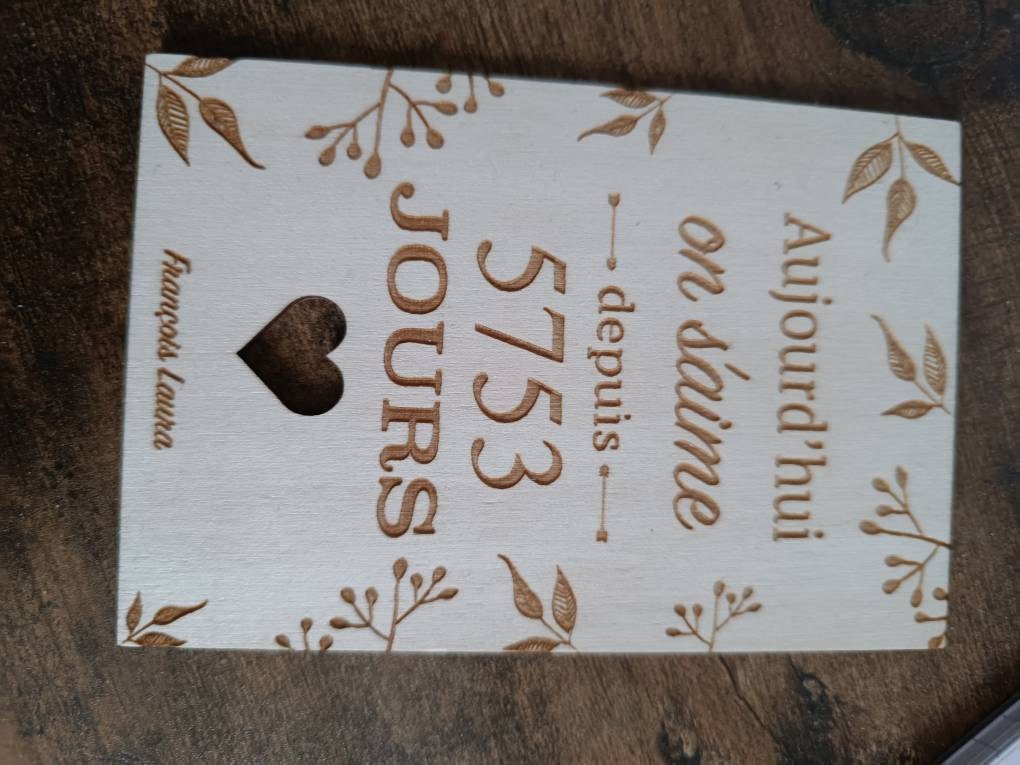 Aujourd'hui
on s'aime
depuis
5753
JOURS
François Laura